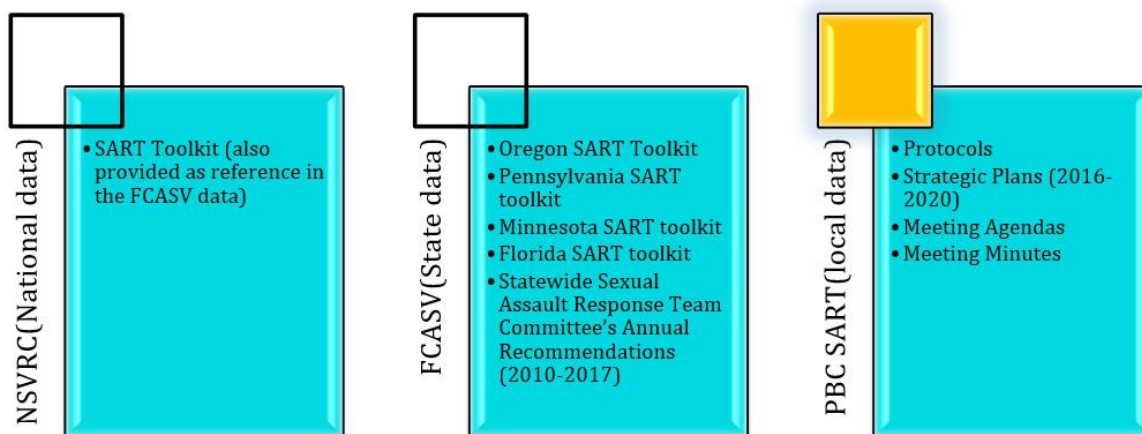 NSVRC(National data)
• SART Toolkit (also
provided as reference in
the FCASV data)
FCASV(State data)
• Oregon SART Toolkit
• Pennsylvania SART
toolkit
• Minnesota SART toolkit
• Florida SART toolkit
• Statewide Sexual
Assault Response Team
Committee's Annual
Recommendations
(2010-2017)
PBC SART(local data)
• Protocols
• Strategic Plans (2016-
2020)
• Meeting Agendas
• Meeting Minutes